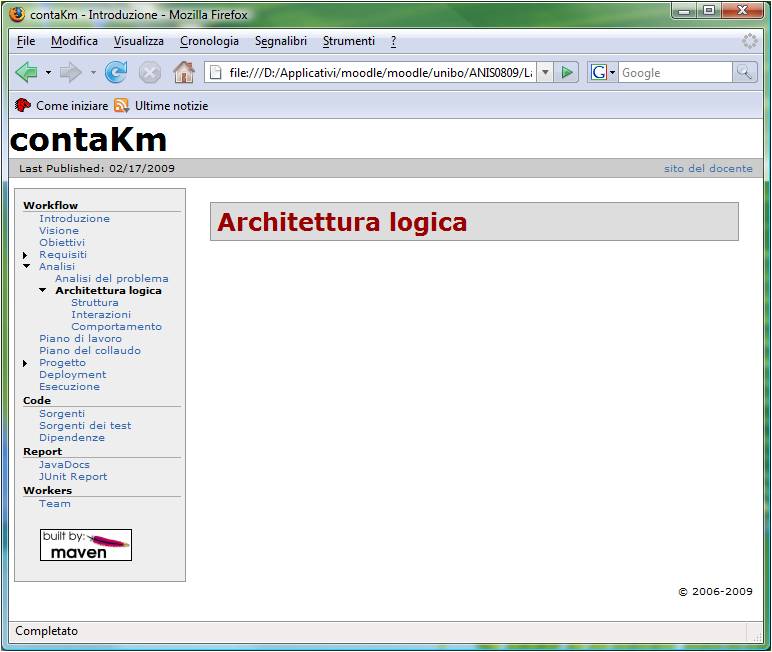 contaKm - Introduzione - Mozilla Firefox
File Modifica Visualizza Cronologia Segnalibri Strumenti ?
file:///D:/Applicativi/moodle/moodle/unibo/ANIS0809/La
G Google
Come iniziare Ultime notizie
contaKm
Last Published: 02/17/2009 sito del docente
Workflow
Introduzione
Visione
Obiettivi
Requisiti
Analisi
Analisi del problema
Architettura logica
Struttura
Interazioni
Comportamento
Piano di lavoro
Piano del collaudo
Progetto
Deployment
Esecuzione
Code
Sorgenti
Sorgenti dei test
Dipendenze
Report
JavaDocs
JUnit Report
Workers
Team
built by:
maven
Architettura logica
© 2006-2009
Completato